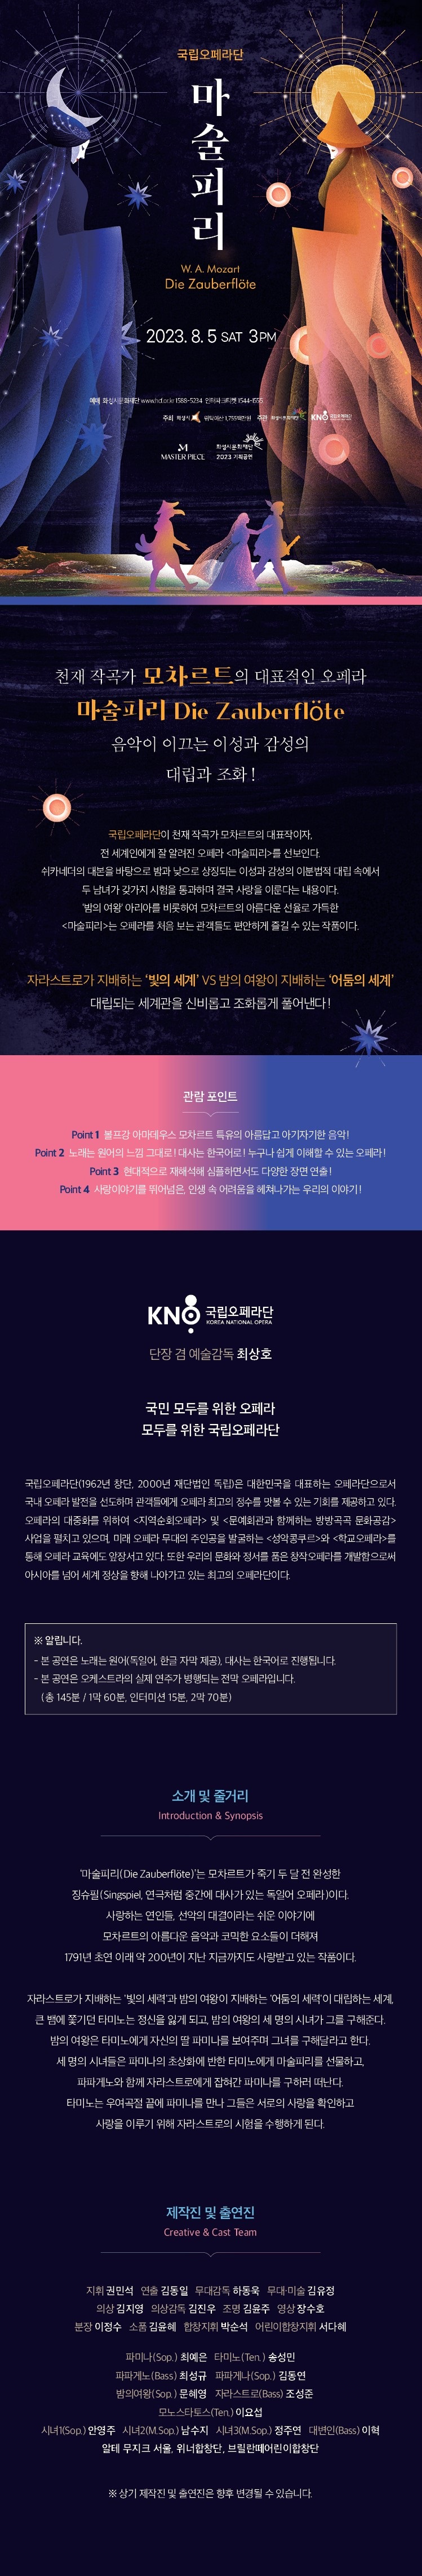 국립오페라단
마술피리
W. A. Mozart
Die Zauberflöte
2023. 8. 5 SAT 3PM
예매 화성시문화재단 www.hcf.or.kr 1588-5234 인터파크티켓 1544-1555
주최 화성시 주관 화성시문화재단 KNO 국립오페라단
MASTER PIECE
화성시문화재단
2023 기획공연
천재 작곡가 모차르트의 대표적인 오페라
마술피리 Die Zauberflöte
음악이 이끄는 이성과 감성의
대립과 조화!
국립오페라단이 천재 작곡가 모차르트의 대표작이자,
전 세계인에게 잘 알려진 오페라 <마술피리>를 선보인다.
쉬카네더의 대본을 바탕으로 밤과 낮으로 상징되는 이성과 감성의 이분법적 대립 속에서
두 남녀가 갖가지 시험을 통과하며 결국 사랑을 이룬다는 내용이다.
'밤의 여왕' 아리아를 비롯하여 모차르트의 아름다운 선율로 가득한
<마술피리>는 오페라를 처음 보는 관객들도 편안하게 즐길 수 있는 작품이다.
자라스트로가 지배하는 '빛의 세계' VS 밤의 여왕이 지배하는 '어둠의 세계'
대립되는 세계관을 신비롭고 조화롭게 풀어낸다!
관람 포인트
Point 1 볼프강 아마데우스 모차르트 특유의 아름답고 아기자기한 음악!
Point 2 노래는 원어의 느낌 그대로! 대사는 한국어로! 누구나 쉽게 이해할 수 있는 오페라!
Point 3 현대적으로 재해석해 심플하면서도 다양한 장면 연출!
Point 4 사랑이야기를 뛰어넘은, 인생 속 어려움을 헤쳐나가는 우리의 이야기!
KNO 국립오페라단
KOREA NATIONAL OPERA
단장 겸 예술감독 최상호
국민 모두를 위한 오페라
모두를 위한 국립오페라단
국립오페라단(1962년 창단, 2000년 재단법인 독립)은 대한민국을 대표하는 오페라단으로서
국내 오페라 발전을 선도하며 관객들에게 오페라 최고의 정수를 맛볼 수 있는 기회를 제공하고 있다.
오페라의 대중화를 위하여 <지역순회오페라> 및 <문예회관과 함께하는 방방곡곡 문화공감>
사업을 펼치고 있으며, 미래 오페라 무대의 주인공을 발굴하는 <성악콩쿠르>와 <학교오페라>를
통해 오페라 교육에도 앞장서고 있다. 또한 우리의 문화와 정서를 품은 창작오페라를 개발함으로써
아시아를 넘어 세계 정상을 향해 나아가고 있는 최고의 오페라단이다.
※ 알립니다.
- 본 공연은 노래는 원어(독일어, 한글 자막 제공), 대사는 한국어로 진행됩니다.
- 본 공연은 오케스트라의 실제 연주가 병행되는 전막 오페라입니다.
(총 145분 / 1막 60분, 인터미션 15분, 2막 70분)
소개 및 줄거리
Introduction & Synopsis
'마술피리(Die Zauberflöte)'는 모차르트가 죽기 두 달 전 완성한
징슈필(Singspiel, 연극처럼 중간에 대사가 있는 독일어 오페라)이다.
사랑하는 연인들, 선악의 대결이라는 쉬운 이야기에
모차르트의 아름다운 음악과 코믹한 요소들이 더해져
1791년 초연 이래 약 200년이 지난 지금까지도 사랑받고 있는 작품이다.
자라스트로가 지배하는 '빛의 세력'과 밤의 여왕이 지배하는 '어둠의 세력'이 대립하는 세계,
큰 뱀에 쫓기던 타미노는 정신을 잃게 되고, 밤의 여왕의 세 명의 시녀가 그를 구해준다.
밤의 여왕은 타미노에게 자신의 딸 파미나를 보여주며 그녀를 구해달라고 한다.
세 명의 시녀들은 파미나의 초상화에 반한 타미노에게 마술피리를 선물하고,
파파게노와 함께 자라스트로에게 잡혀간 파미나를 구하러 떠난다.
타미노는 우여곡절 끝에 파미나를 만나 그들은 서로의 사랑을 확인하고
사랑을 이루기 위해 자라스트로의 시험을 수행하게 된다.
제작진 및 출연진
Creative & Cast Team
지휘 권민석 연출 김동일 무대감독 하동욱 무대·미술 김유정
의상 김지영 의상감독 김진우 조명 김윤주 영상 장수호
분장 이정수 소품 김윤혜 합창지휘 박순석 어린이합창지휘 서다혜
파미나(Sop.) 최예은 타미노(Ten.) 송성민
파파게노(Bass) 최성규 파파게나(Sop.) 김동연
밤의여왕(Sop.) 문혜영 자라스트로(Bass) 조성준
모노스타토스(Ten.) 이요섭
시녀1(Sop.) 안영주 시녀2(M.Sop.) 남수지 시녀3(M.Sop.) 정주연 대변인(Bass) 이혁
알테 무지크 서울, 위너합창단, 브릴란떼어린이합창단
※ 상기 제작진 및 출연진은 향후 변경될 수 있습니다.